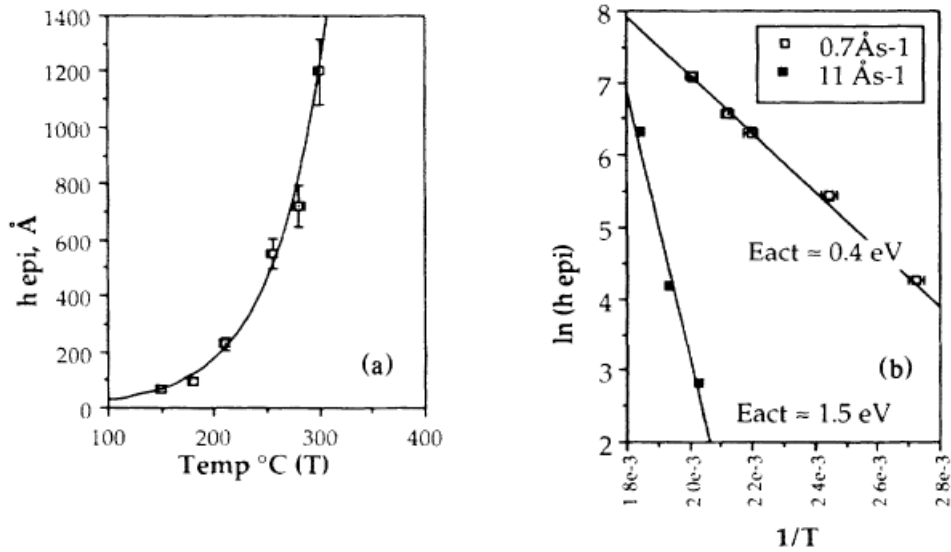 1400
1200
1000
800
600
400
200
0
h epi, Å
100 200 300 400
Temp °C (T)
(a)
8
7
6
5
4
3
2
ln (h epi)
0.7Ås-1
11 Ås-1
Eact ≈ 0.4 eV
(b)
Eact ≈ 1.5 eV
1 8e-3
2 0e-3
2 2e-3
2 4e-3
2 6e-3
2 8e-3
1/T